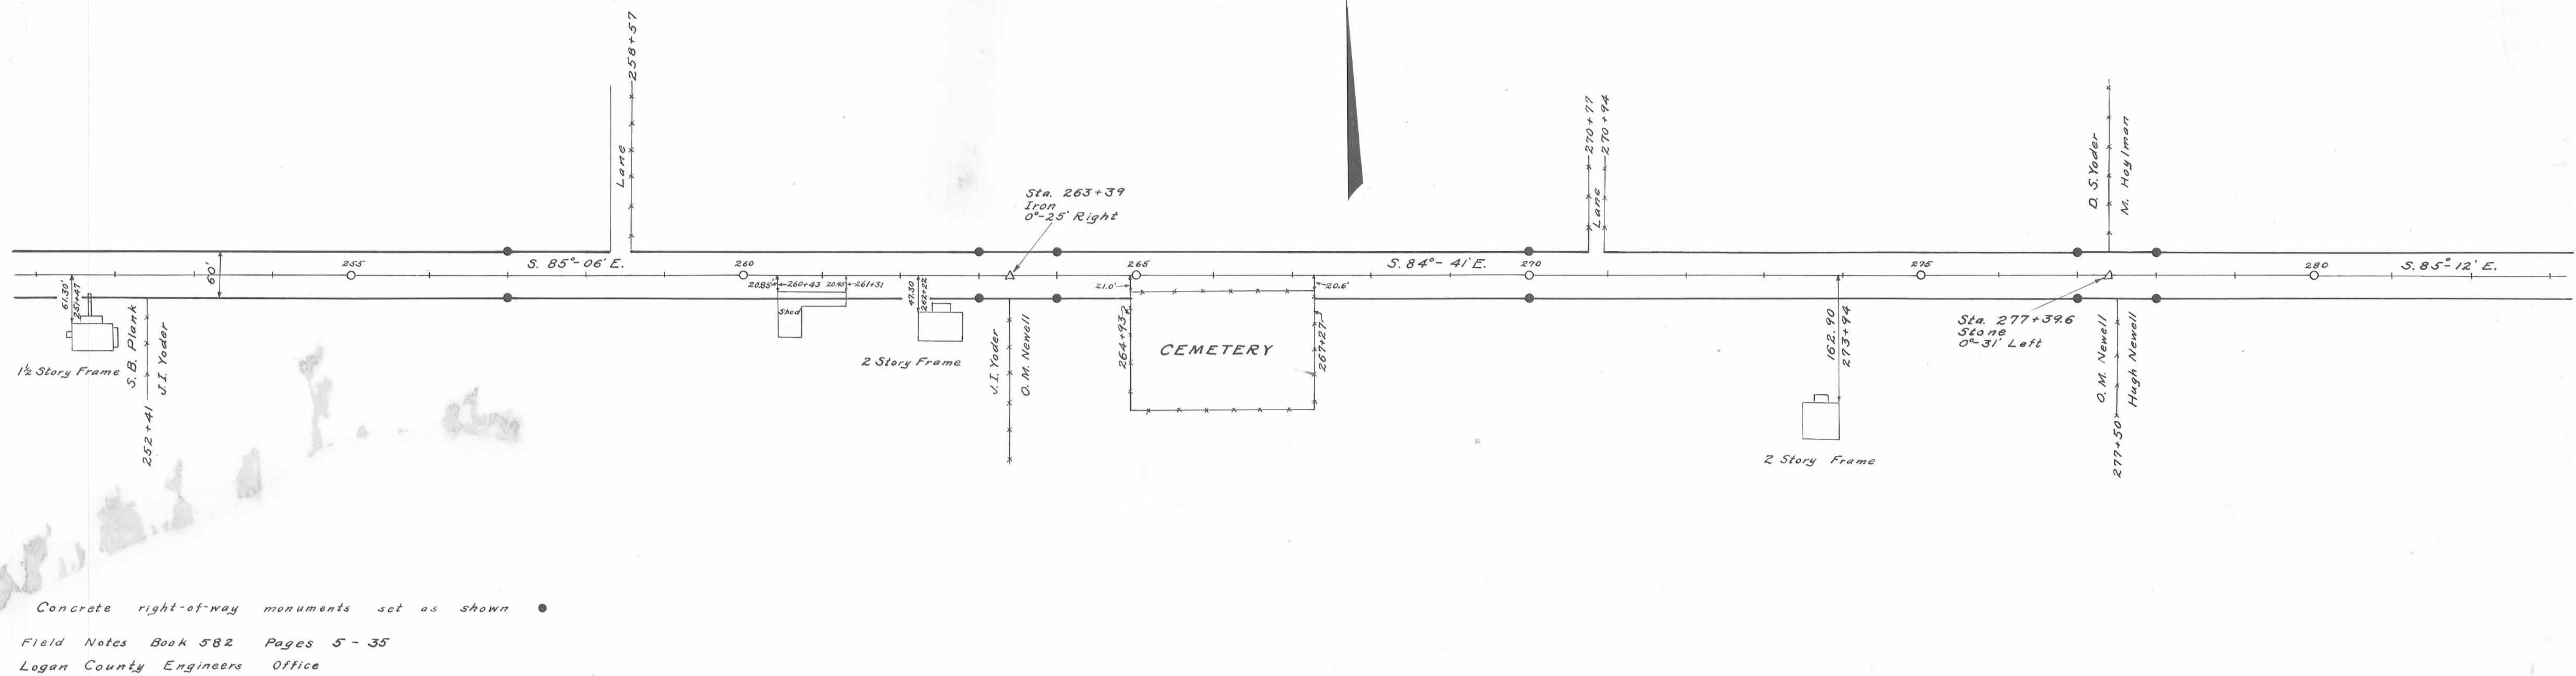 258+57
Lane
Sta. 263+39
Iron
0°-25' Right
270+77
270+94
Lane
D. S. Yoder
M. Hoylman
255
S. 85°-06' E.
260
265
S. 84°-41' E.
270
275
280
S. 85°-12' E.
60'
61.30'
251+47
1½ Story Frame
S. B. Plank
J. I. Yoder
252+41
20.85'
260+43
20.45'
261+31
Shed
47.30
262+22
2 Story Frame
J. I. Yoder
O. M. Newell
21.0'
264+93
CEMETERY
20.6'
267+27
162.90
273+94
2 Story Frame
Sta. 277+39.6
Stone
0°-31' Left
O. M. Newell
Hugh Newell
277+50
Concrete right-of-way monuments set as shown
Field Notes Book 582 Pages 5 - 35
Logan County Engineers Office